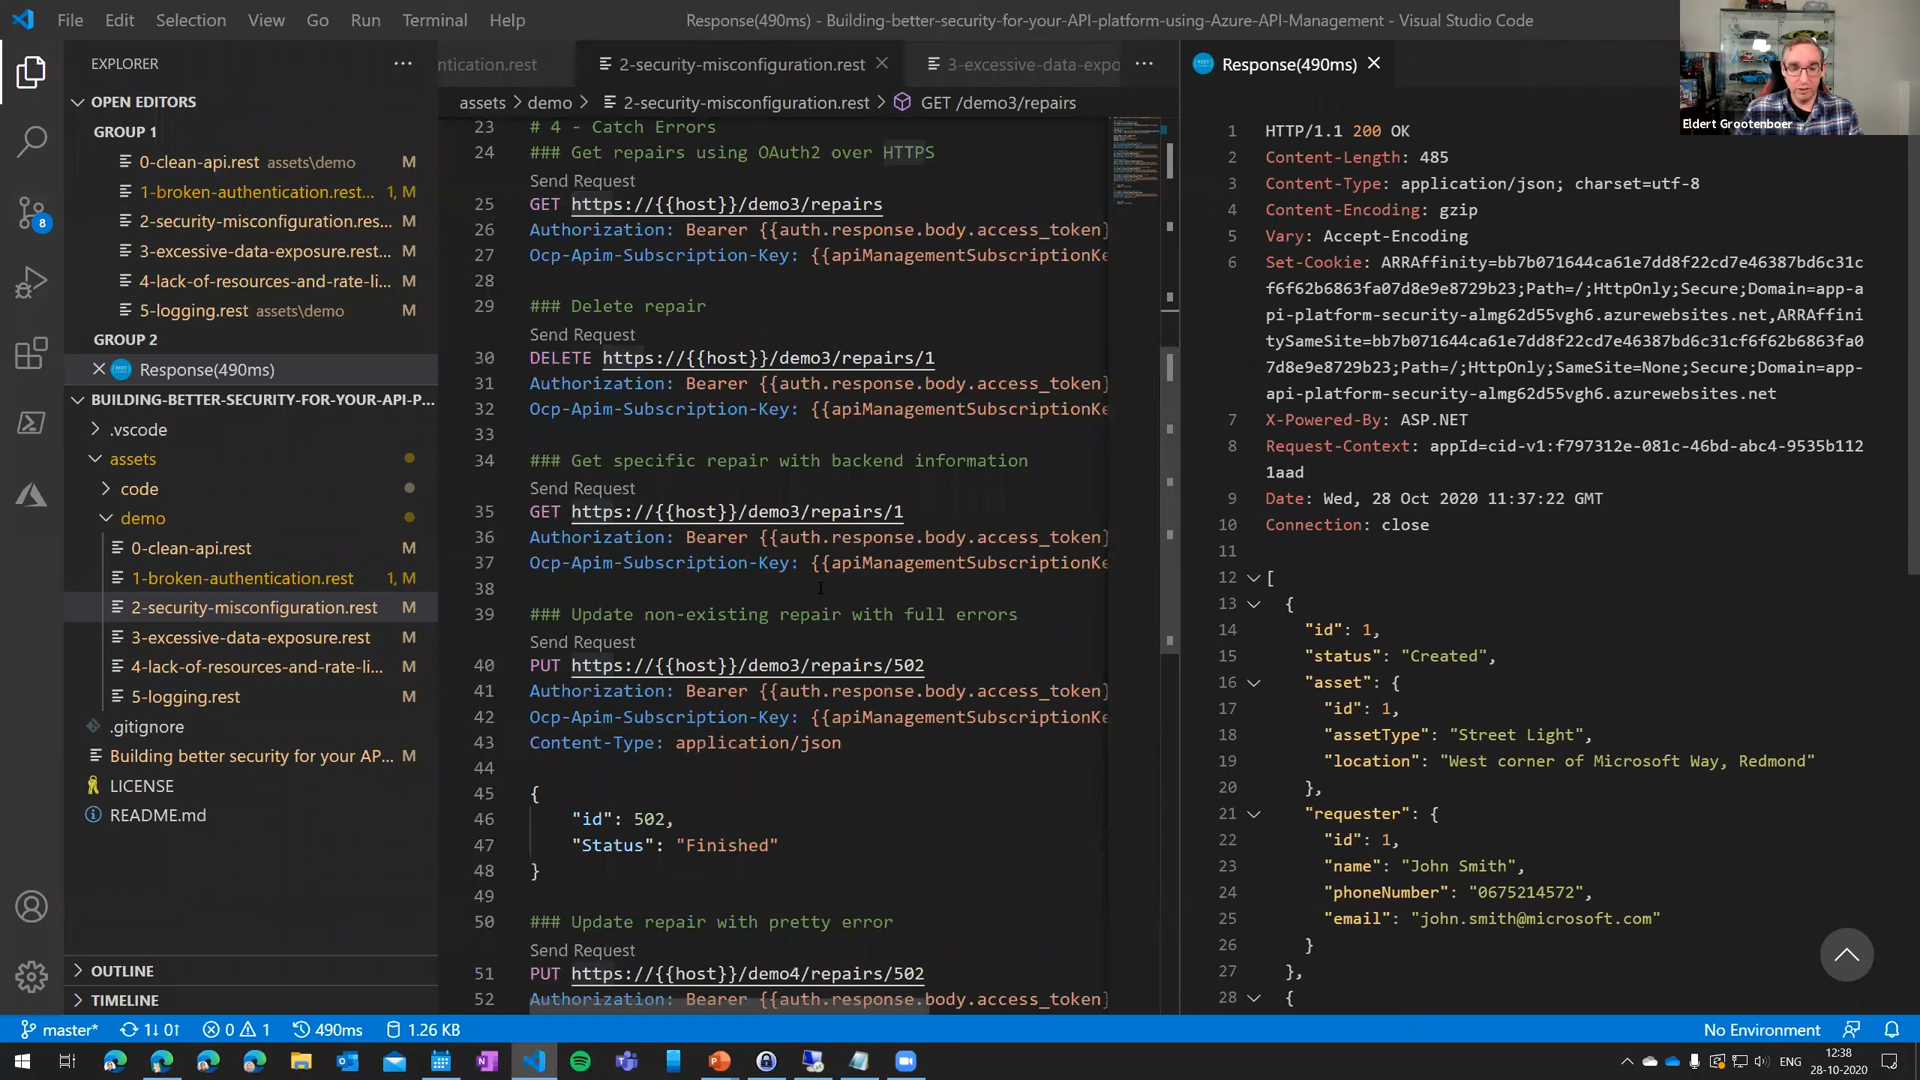 File Edit Selection View Go Run Terminal Help
Response(490ms) - Building-better-security-for-your-API-platform-using-Azure-API-Management - Visual Studio Code
Eldert Grootenboer
EXPLORER
OPEN EDITORS
GROUP 1
0-clean-api.rest assets\demo M
1-broken-authentication.rest... 1, M
2-security-misconfiguration.res... M
3-excessive-data-exposure.rest... M
4-lack-of-resources-and-rate-li... M
5-logging.rest assets\demo M
GROUP 2
Response(490ms)
BUILDING-BETTER-SECURITY-FOR-YOUR-API-P...
.vscode
assets
code
demo
0-clean-api.rest M
1-broken-authentication.rest 1, M
2-security-misconfiguration.rest M
3-excessive-data-exposure.rest M
4-lack-of-resources-and-rate-li... M
5-logging.rest M
.gitignore
Building better security for your AP... M
LICENSE
README.md
OUTLINE
TIMELINE
8
ntication.rest 2-security-misconfiguration.rest 3-excessive-data-expo
assets > demo > 2-security-misconfiguration.rest > GET /demo3/repairs
23 # 4 - Catch Errors
24 ### Get repairs using OAuth2 over HTTPS
Send Request
25 GET https://{{host}}/demo3/repairs
26 Authorization: Bearer {{auth.response.body.access_token}
27 Ocp-Apim-Subscription-Key: {{apiManagementSubscriptionKe
28
29 ### Delete repair
Send Request
30 DELETE https://{{host}}/demo3/repairs/1
31 Authorization: Bearer {{auth.response.body.access_token}
32 Ocp-Apim-Subscription-Key: {{apiManagementSubscriptionKe
33
34 ### Get specific repair with backend information
Send Request
35 GET https://{{host}}/demo3/repairs/1
36 Authorization: Bearer {{auth.response.body.access_token}
37 Ocp-Apim-Subscription-Key: {{apiManagementSubscriptionKe
38
39 ### Update non-existing repair with full errors
Send Request
40 PUT https://{{host}}/demo3/repairs/502
41 Authorization: Bearer {{auth.response.body.access_token}
42 Ocp-Apim-Subscription-Key: {{apiManagementSubscriptionKe
43 Content-Type: application/json
44
45 {
46 "id": 502,
47 "Status": "Finished"
48 }
49
50 ### Update repair with pretty error
Send Request
51 PUT https://{{host}}/demo4/repairs/502
52 Authorization: Bearer {{auth.response.body.access_token}
Response(490ms)
1 HTTP/1.1 200 OK
2 Content-Length: 485
3 Content-Type: application/json; charset=utf-8
4 Content-Encoding: gzip
5 Vary: Accept-Encoding
6 Set-Cookie: ARRAffinity=bb7b071644ca61e7dd8f22cd7e46387bd6c31c
f6f62b6863fa07d8e9e8729b23;Path=/;HttpOnly;Secure;Domain=app-a
pi-platform-security-almg62d55vgh6.azurewebsites.net,ARRAffini
tySameSite=bb7b071644ca61e7dd8f22cd7e46387bd6c31cf6f62b6863fa0
7d8e9e8729b23;Path=/;HttpOnly;SameSite=None;Secure;Domain=app-
api-platform-security-almg62d55vgh6.azurewebsites.net
7 X-Powered-By: ASP.NET
8 Request-Context: appId=cid-v1:f797312e-081c-46bd-abc4-9535b112
1aad
9 Date: Wed, 28 Oct 2020 11:37:22 GMT
10 Connection: close
11
12 [
13 {
14 "id": 1,
15 "status": "Created",
16 "asset": {
17 "id": 1,
18 "assetType": "Street Light",
19 "location": "West corner of Microsoft Way, Redmond"
20 },
21 "requester": {
22 "id": 1,
23 "name": "John Smith",
24 "phoneNumber": "0675214572",
25 "email": "john.smith@microsoft.com"
26 }
27 },
28 {
master* 1↓ 0↑ 0 1 490ms 1.26 KB
No Environment
ENG
12:38
28-10-2020